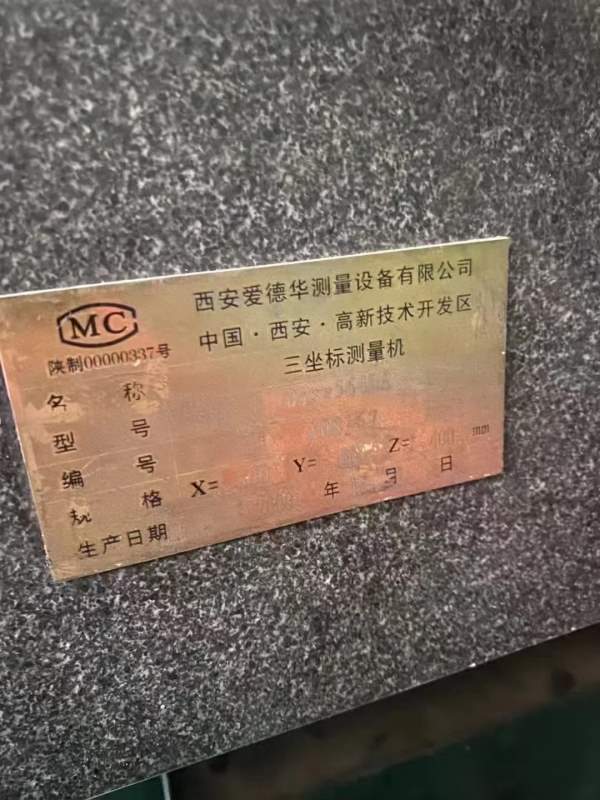 MC
陕制00000337号
西安爱德华测量设备有限公司
中国·西安·高新技术开发区
名称 三坐标测量机
型号
编号
规格 X= Y= Z= 400 mm
生产日期 年 月 日